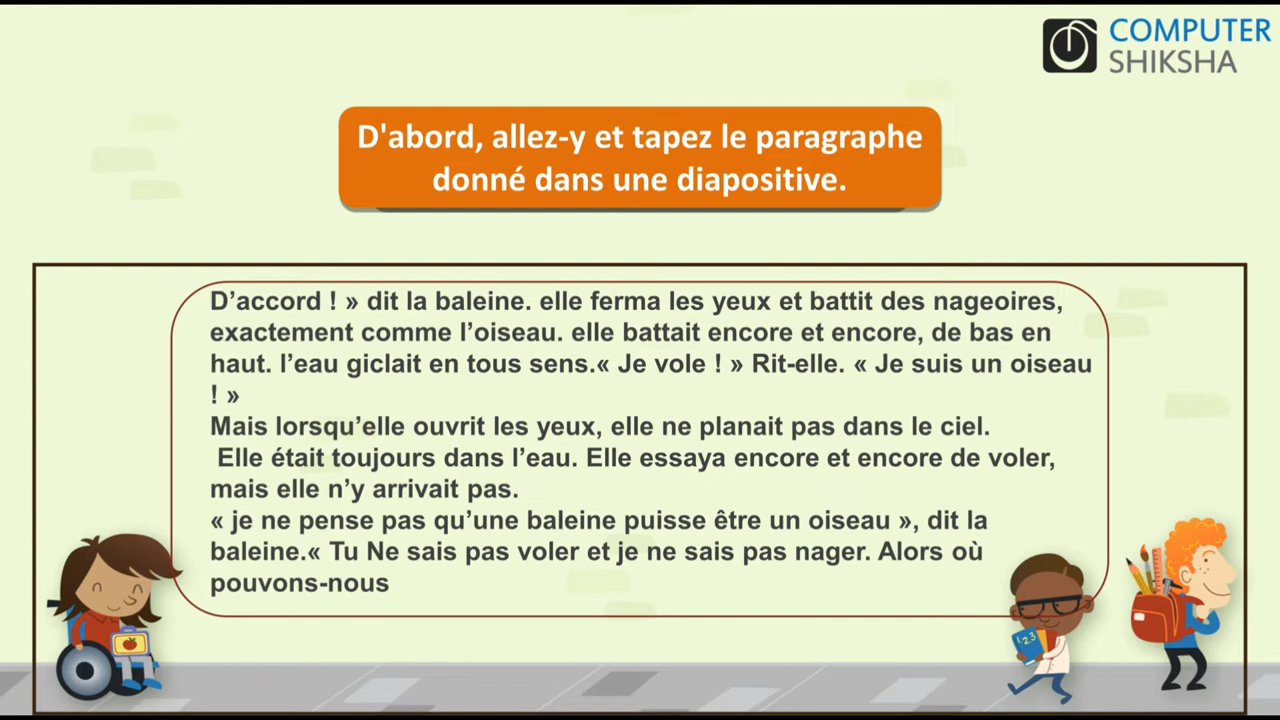 COMPUTER
SHIKSHA
D'abord, allez-y et tapez le paragraphe
donné dans une diapositive.
D’accord ! » dit la baleine. elle ferma les yeux et battit des nageoires,
exactement comme l’oiseau. elle battait encore et encore, de bas en
haut. l’eau giclait en tous sens.« Je vole ! » Rit-elle. « Je suis un oiseau
! »
Mais lorsqu’elle ouvrit les yeux, elle ne planait pas dans le ciel.
Elle était toujours dans l’eau. Elle essaya encore et encore de voler,
mais elle n’y arrivait pas.
« je ne pense pas qu’une baleine puisse être un oiseau », dit la
baleine.« Tu Ne sais pas voler et je ne sais pas nager. Alors où
pouvons-nous
1 2 3